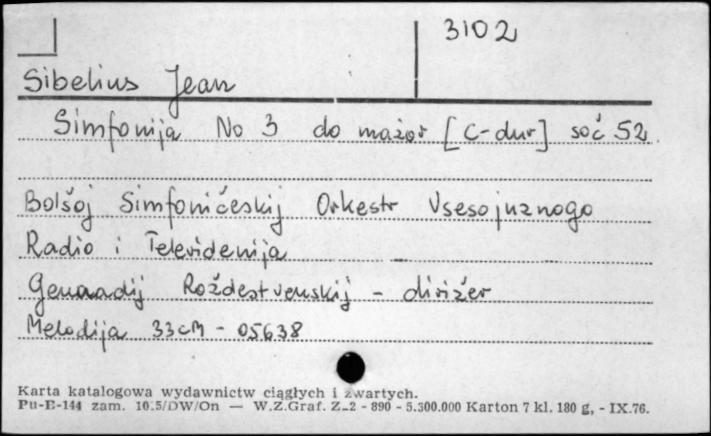 3102
Sibelius Jean
Simfonija No 3 do mažor [C-dur] soč 52
Bolšoj Simfoničeskij Orkestr Vsesojuznogo
Radio i Televidenija
Genaadij Roždestvenskij - dirižer
Melodija 33cM - 05638
Karta katalogowa wydawnictw ciągłych i zwartych.
Pu-E-144 zam. 10.5/DW/On — W.Z.Graf. Z-2 - 890 - 5.300.000 Karton 7 kl. 180 g, - IX.76.